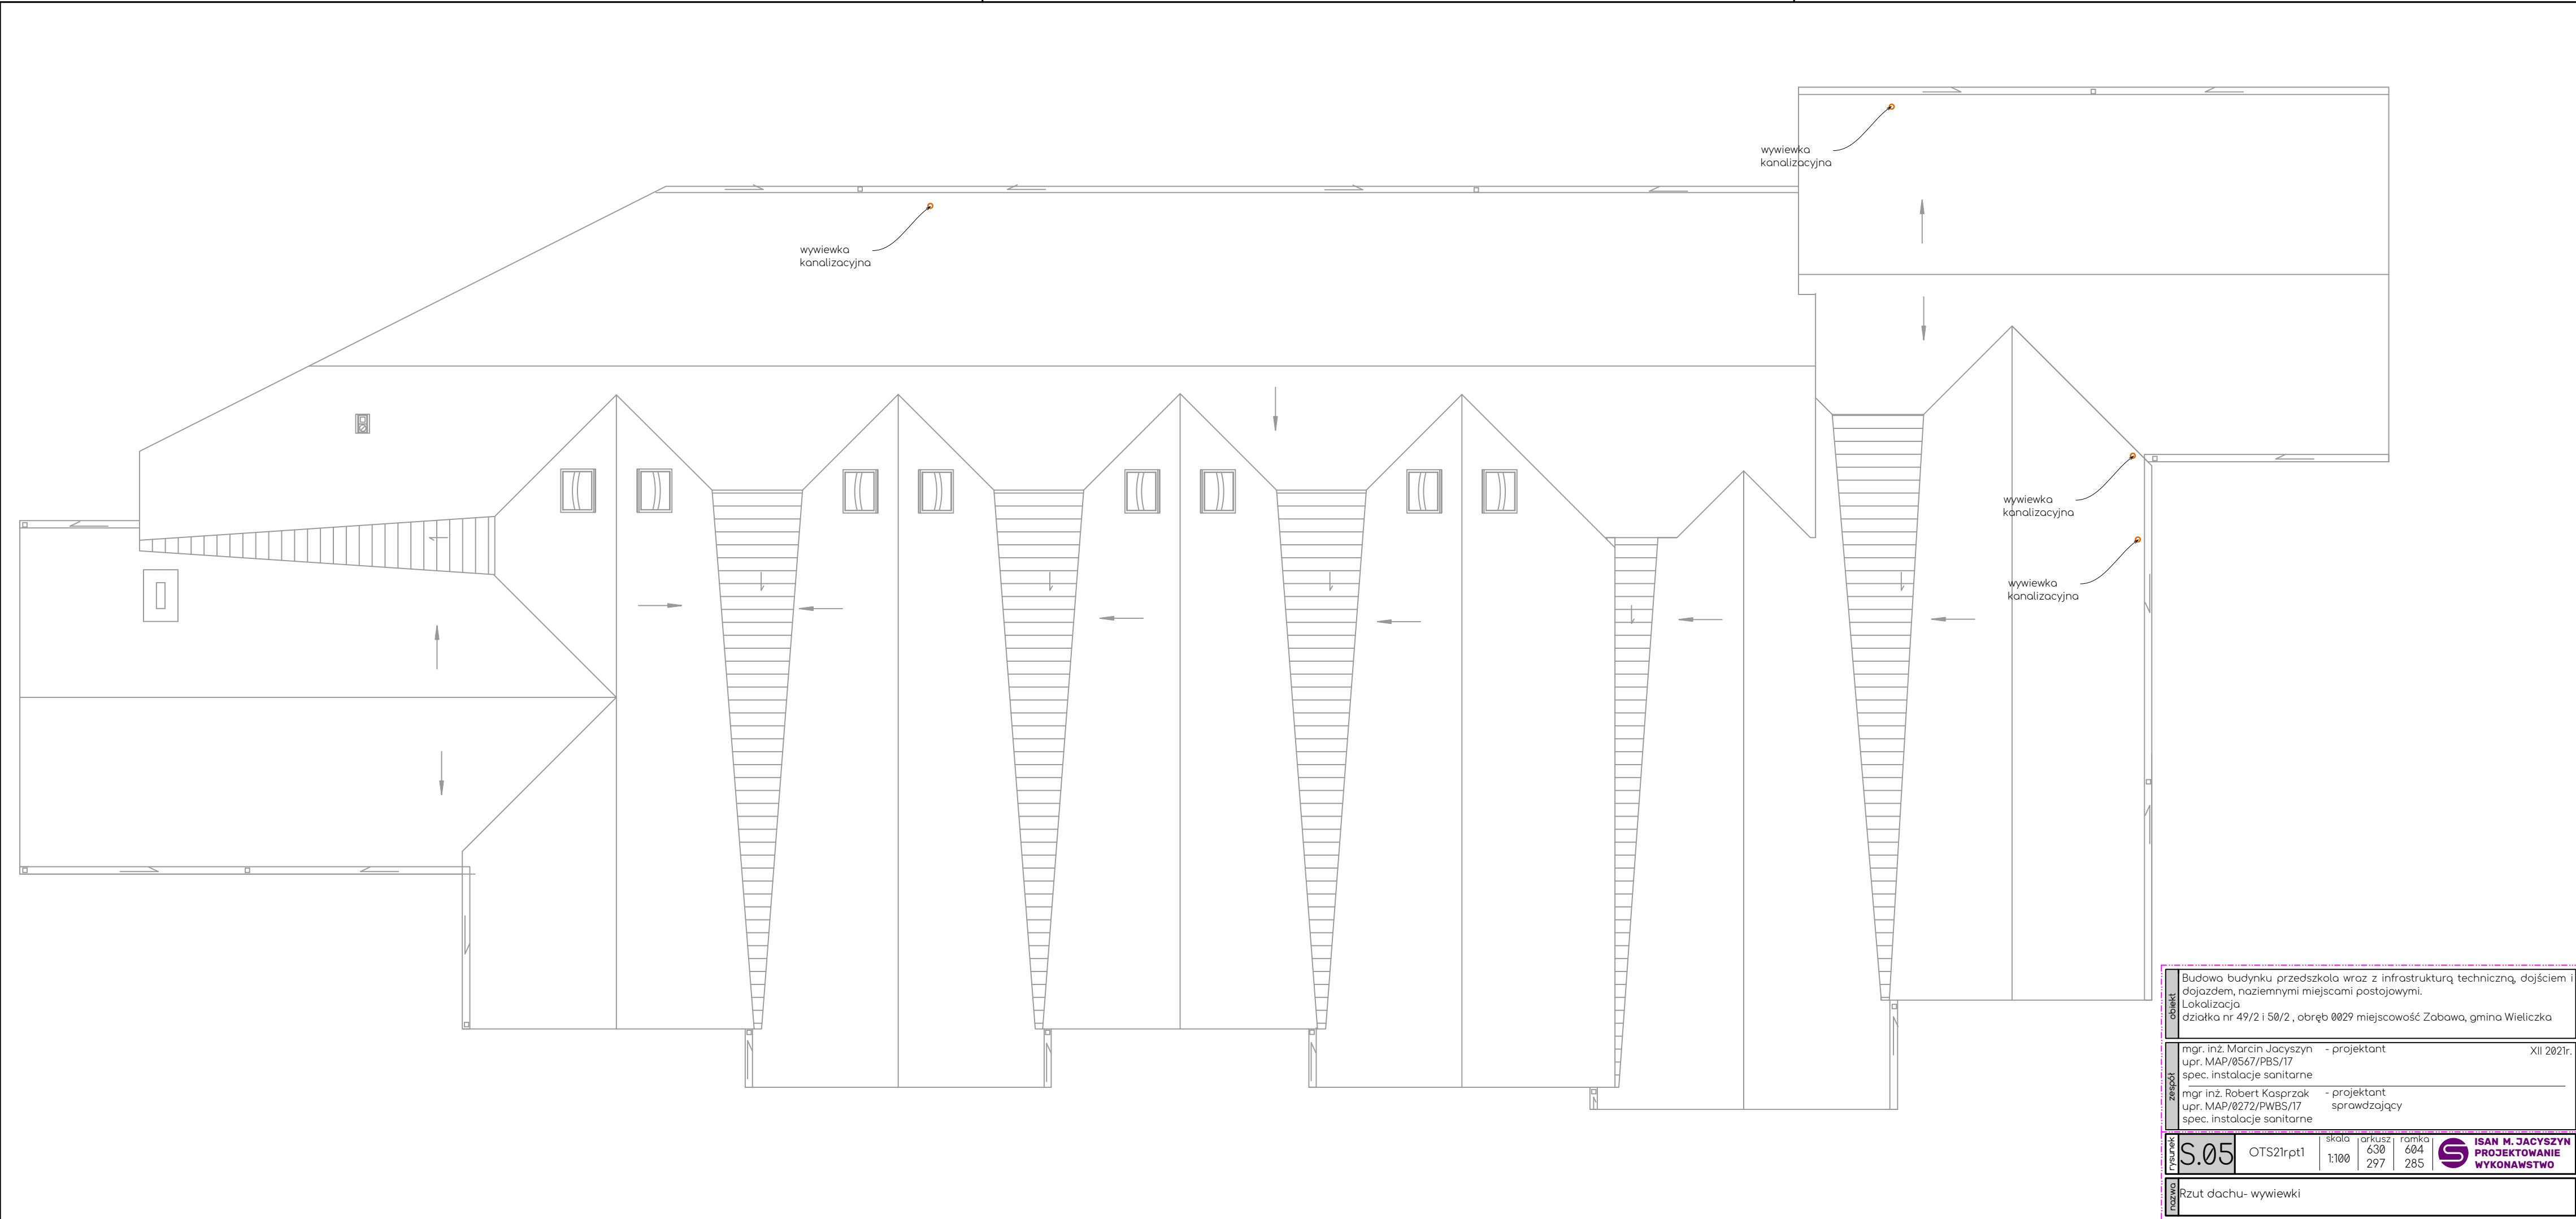 wywiewka
kanalizacyjna
wywiewka
kanalizacyjna
wywiewka
kanalizacyjna
wywiewka
kanalizacyjna
obiekt
Budowa budynku przedszkola wraz z infrastrukturą techniczną, dojściem i
dojazdem, naziemnymi miejscami postojowymi.
Lokalizacja
działka nr 49/2 i 50/2 , obręb 0029 miejscowość Zabawa, gmina Wieliczka
zespół
mgr. inż. Marcin Jacyszyn - projektant XII 2021r.
upr. MAP/0567/PBS/17
spec. instalacje sanitarne
mgr inż. Robert Kasprzak - projektant
upr. MAP/0272/PWBS/17 sprawdzający
spec. instalacje sanitarne
rysunek
S.05
OTS21rpt1
skala
1:100
arkusz
630
297
ramka
604
285
ISAN M. JACYSZYN
PROJEKTOWANIE
WYKONAWSTWO
nazwa
Rzut dachu- wywiewki